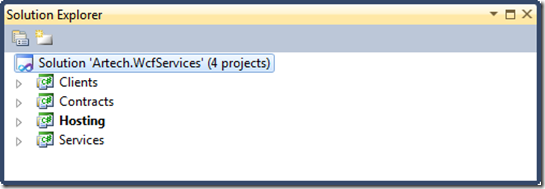 Solution Explorer
Solution 'Artech.WcfServices' (4 projects)
C# Clients
C# Contracts
C# Hosting
C# Services